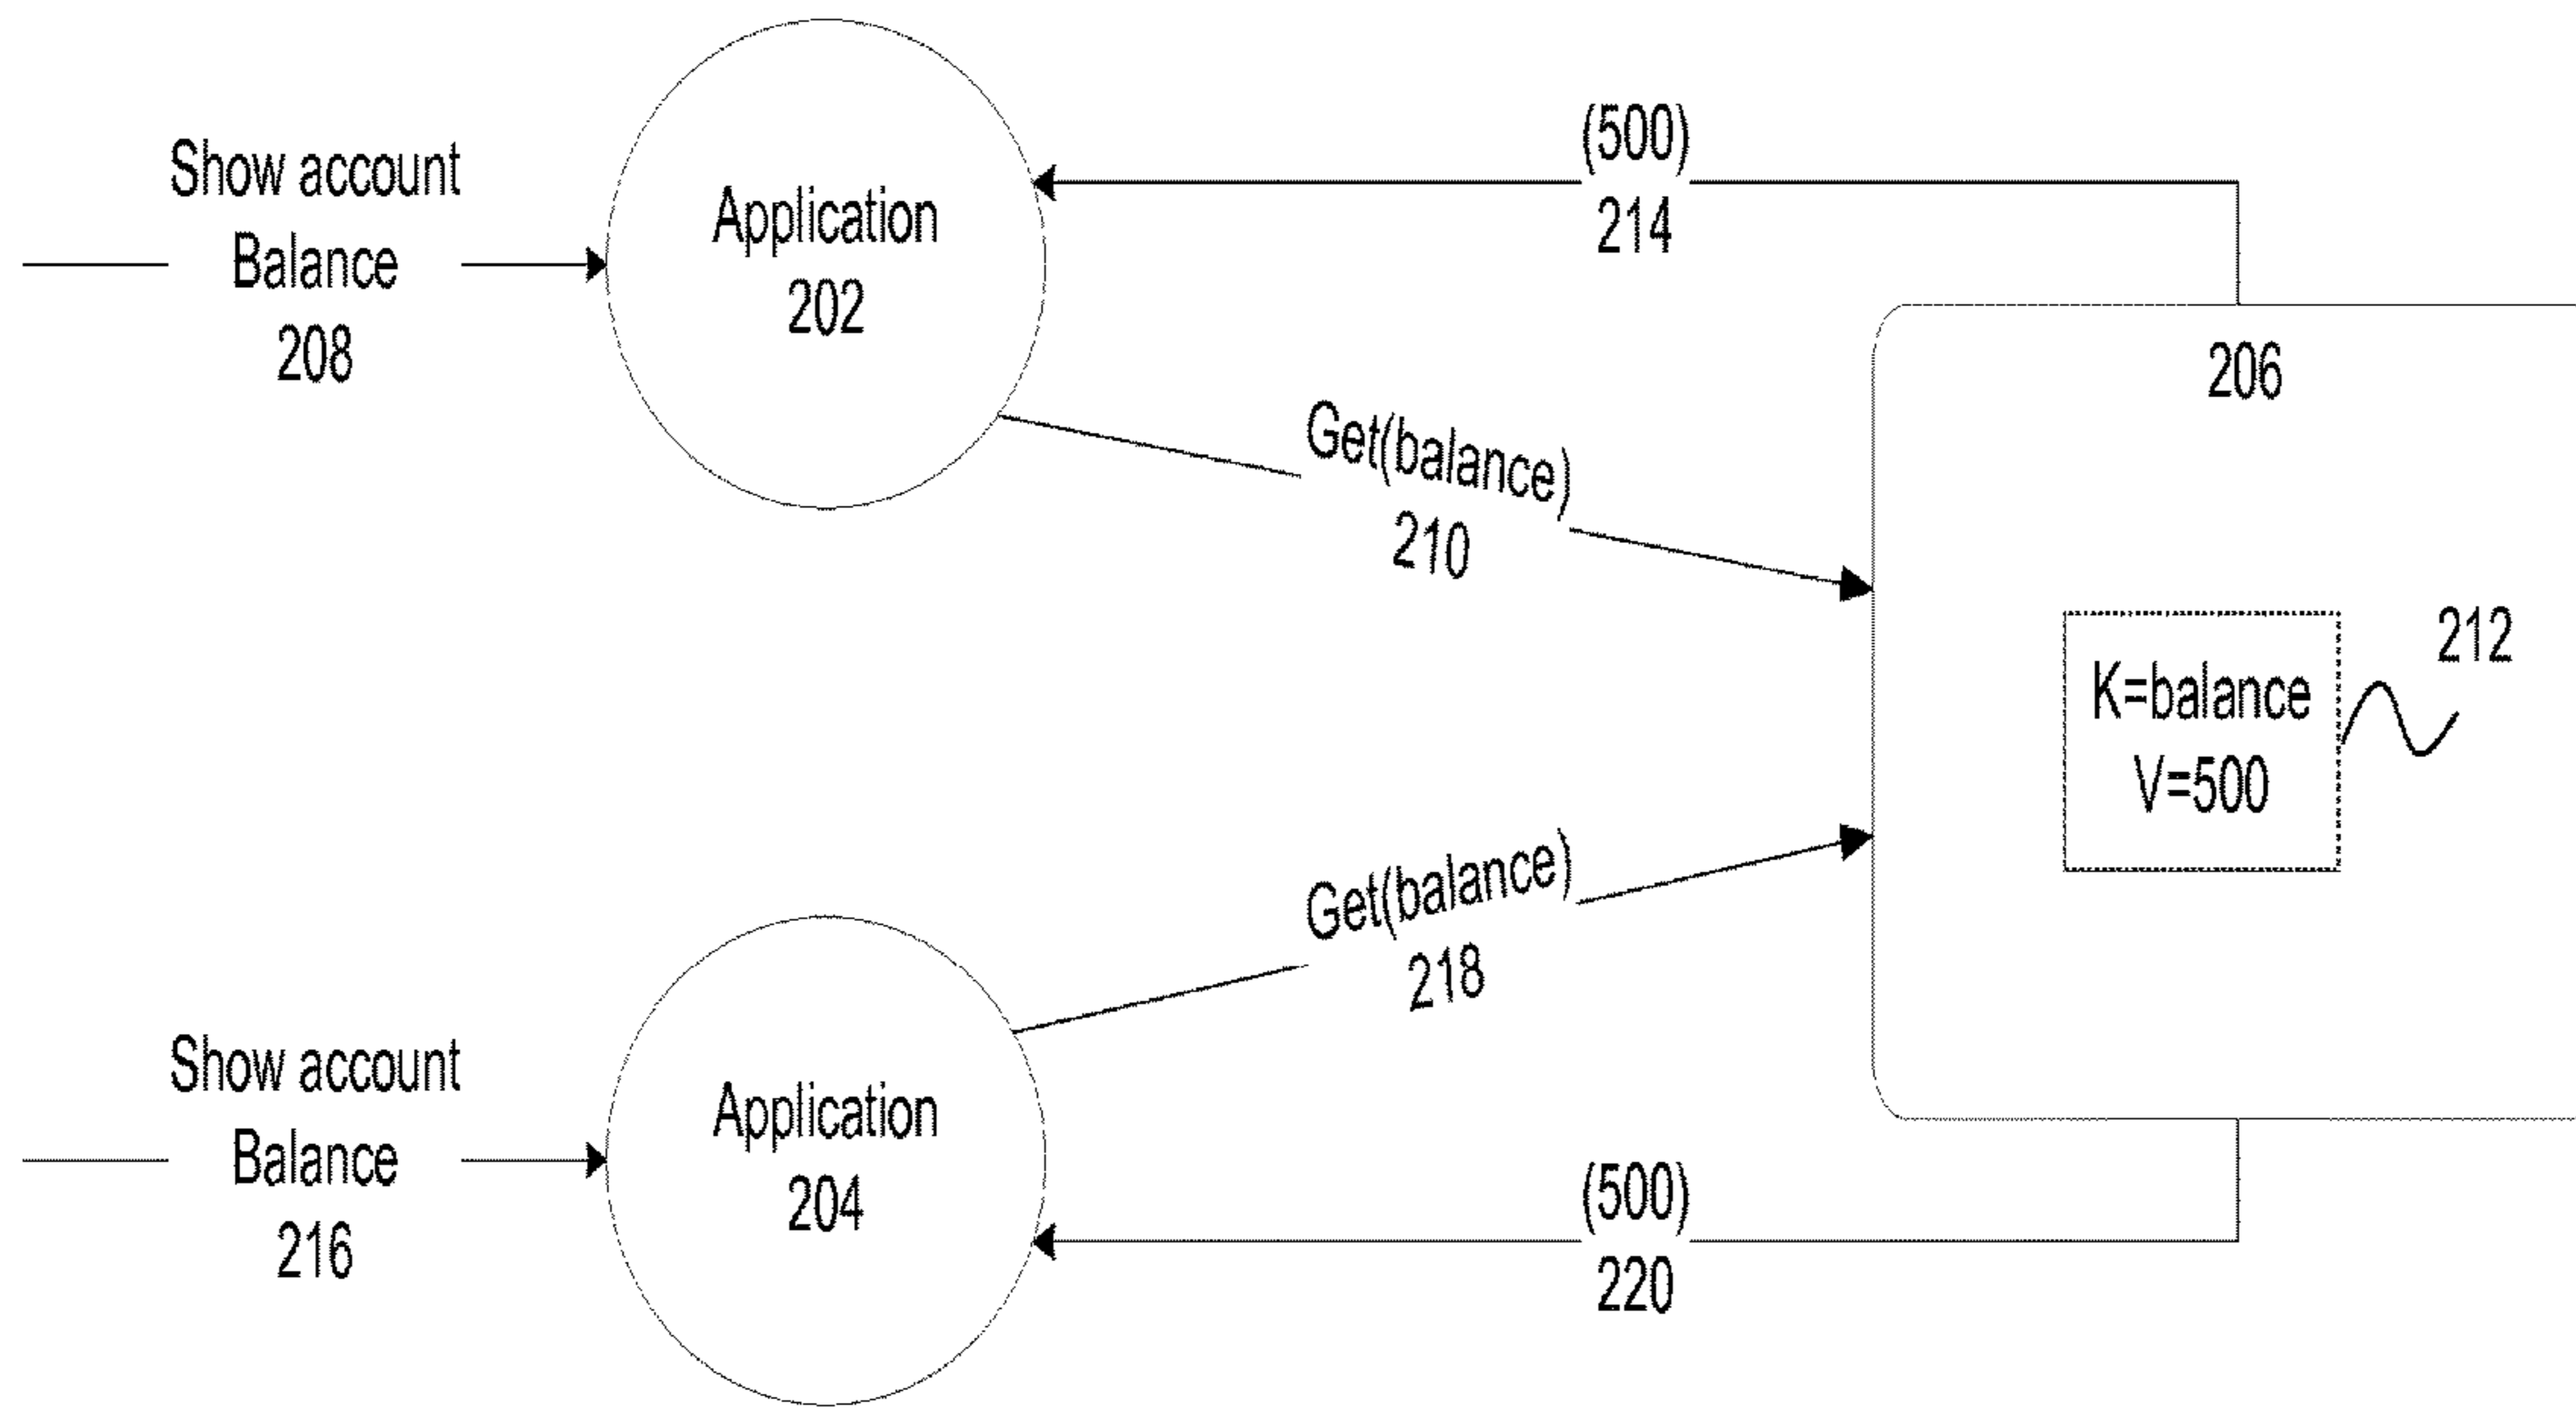 (500)
214
Show account
Balance
208
Application
202
206
Get(balance)
210
212
K=balance
V=500
Get(balance)
218
Show account
Balance
216
Application
204
(500)
220